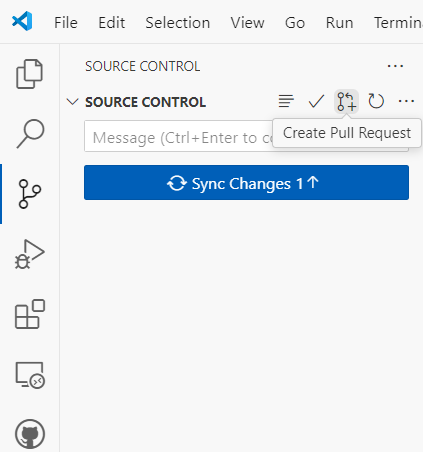 File Edit Selection View Go Run Termina
SOURCE CONTROL
SOURCE CONTROL
Message (Ctrl+Enter to co
Create Pull Request
Sync Changes 1↑